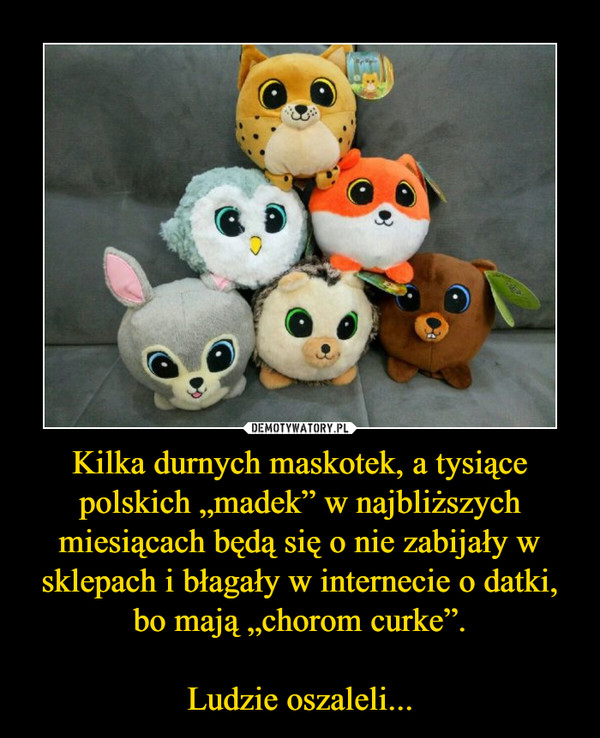 DEMOTYWATORY.PL
Kilka durnych maskotek, a tysiące
polskich „madek” w najbliższych
miesiącach będą się o nie zabijały w
sklepach i błagały w internecie o datki,
bo mają „chorom curke”.
Ludzie oszaleli...